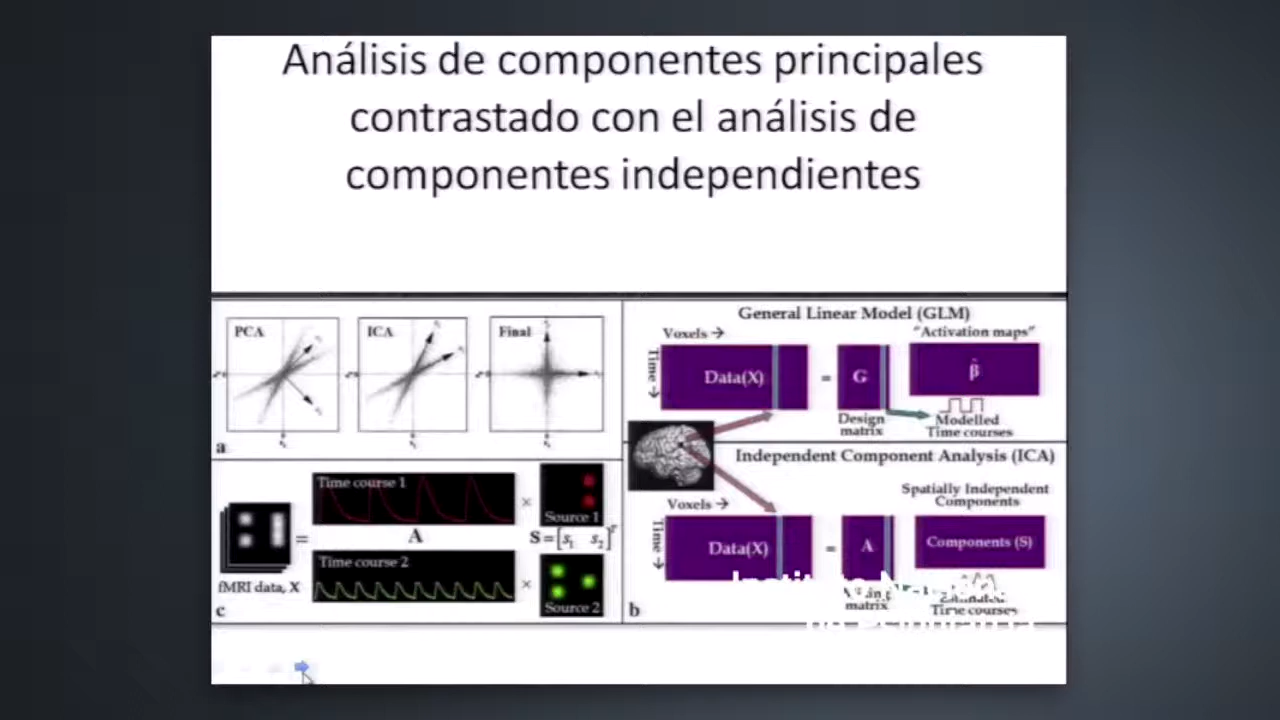 Análisis de componentes principales
contrastado con el análisis de
componentes independientes
PCA
ICA
Final
a
General Linear Model (GLM)
Voxels →
"Activation maps"
Time →
Data(X)
=
G
β̂
Design
matrix
Modelled
Time courses
Independent Component Analysis (ICA)
Voxels →
Spatially Independent
Components
Time →
Data(X)
=
A
Components (S)
matrix
Time courses
b
Time course 1
×
Source 1
=
A
S = [s₁ s₂]ᵀ
Time course 2
×
Source 2
fMRI data, X
c